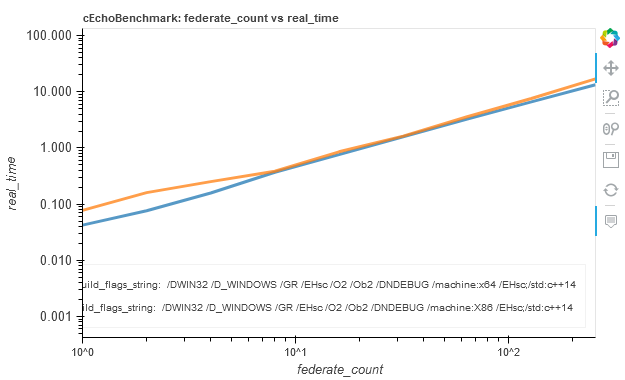 cEchoBenchmark: federate_count vs real_time
100.000
10.000
1.000
0.100
0.010
0.001
real_time
uild_flags_string: /DWIN32 /D_WINDOWS /GR /EHsc /O2 /Ob2 /DNDEBUG /machine:x64 /EHsc;/std:c++14
ild_flags_string: /DWIN32 /D_WINDOWS /GR /EHsc /O2 /Ob2 /DNDEBUG /machine:X86 /EHsc;/std:c++14
10^0
10^1
10^2
federate_count